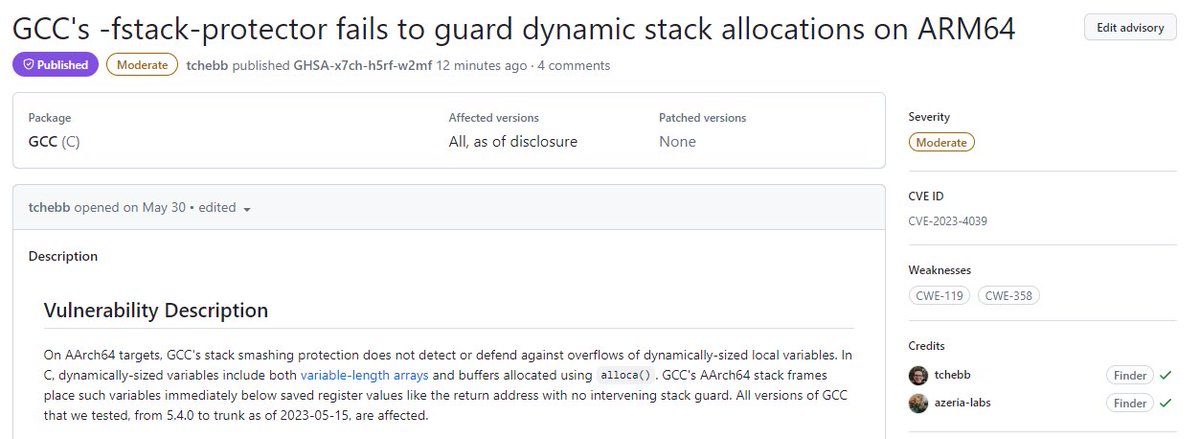 GCC's -fstack-protector fails to guard dynamic stack allocations on ARM64
Edit advisory
Published
Moderate
tchebb published GHSA-x7ch-h5rf-w2mf 12 minutes ago · 4 comments
Package
Affected versions
Patched versions
GCC (C)
All, as of disclosure
None
tchebb opened on May 30 • edited
Description
Vulnerability Description
On AArch64 targets, GCC's stack smashing protection does not detect or defend against overflows of dynamically-sized local variables. In
C, dynamically-sized variables include both variable-length arrays and buffers allocated using alloca() . GCC's AArch64 stack frames
place such variables immediately below saved register values like the return address with no intervening stack guard. All versions of GCC
that we tested, from 5.4.0 to trunk as of 2023-05-15, are affected.
Severity
Moderate
CVE ID
CVE-2023-4039
Weaknesses
CWE-119 CWE-358
Credits
tchebb Finder
azeria-labs Finder